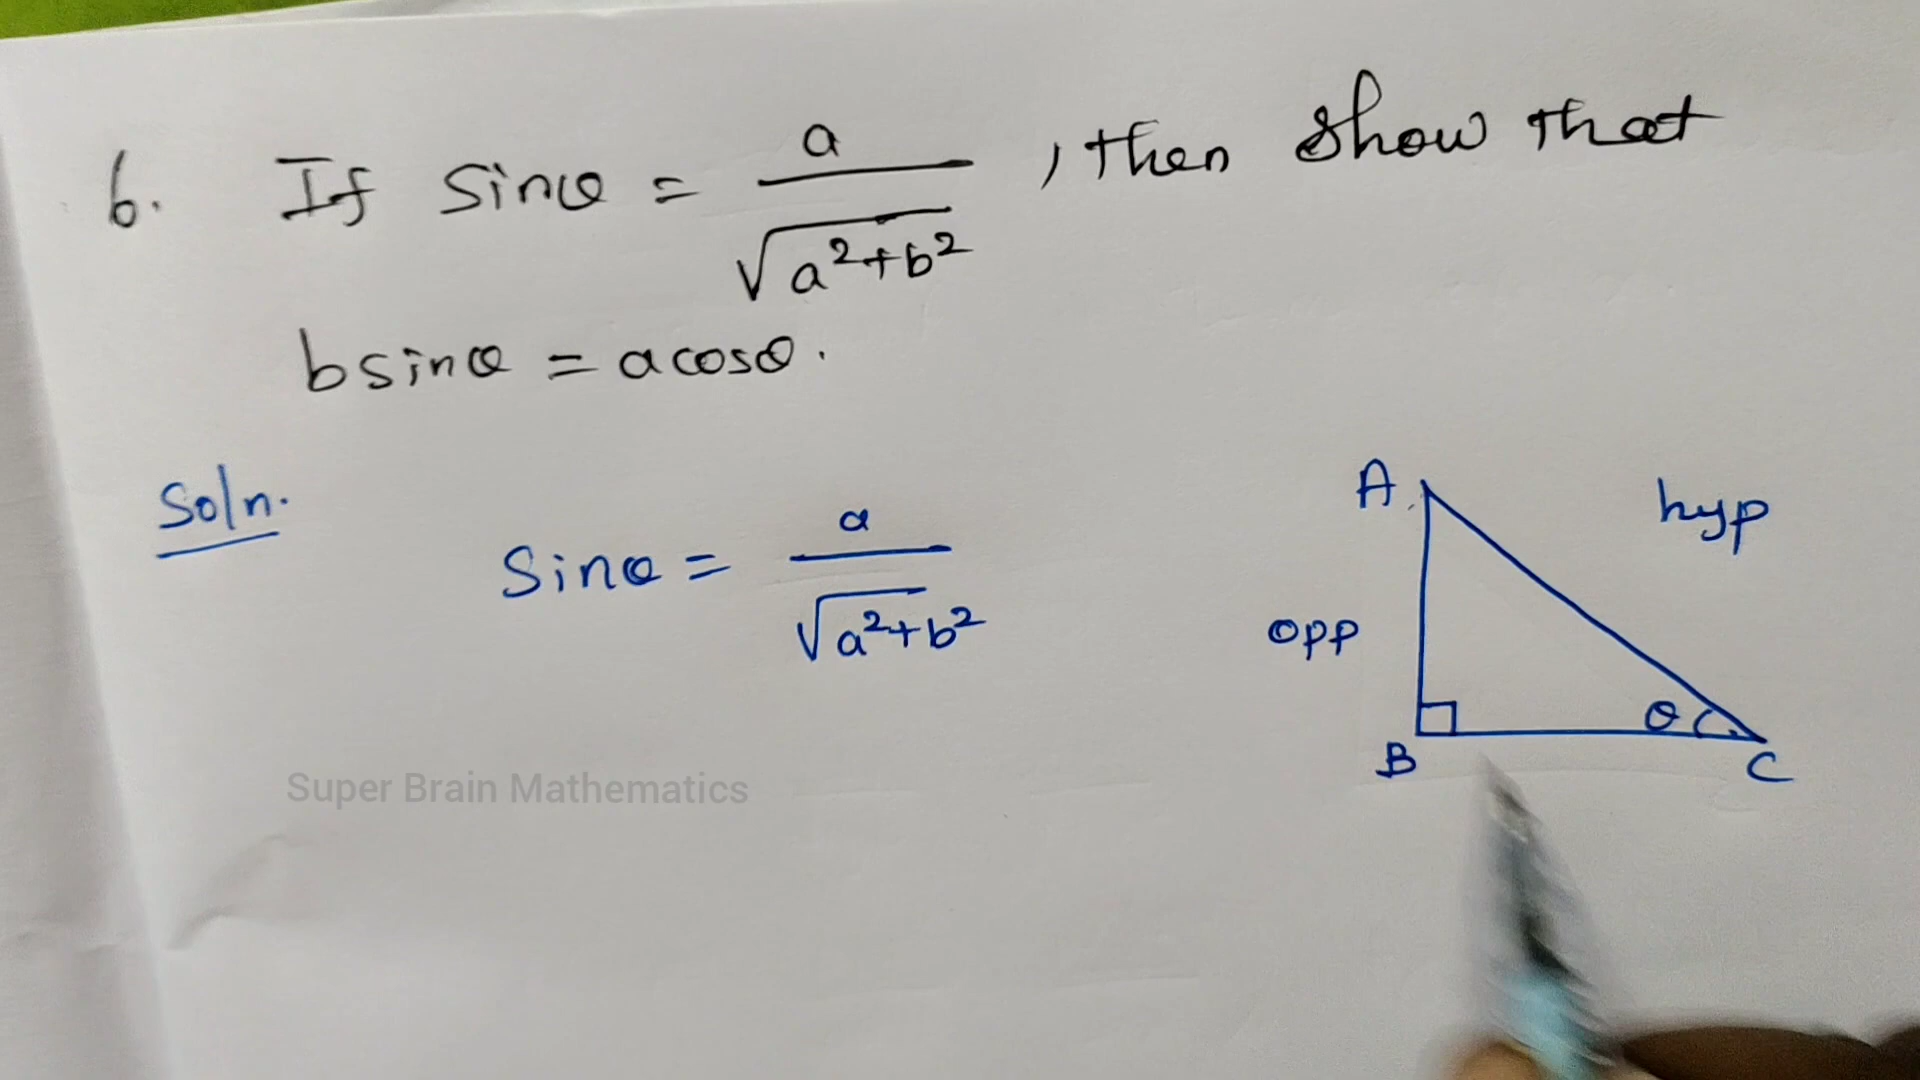 6. If sinθ = a / √a²+b² , then show that
bsinθ = acosθ.
Soln.
Sinθ = a / √a²+b²
A
hyp
opp
θ
B
C
Super Brain Mathematics